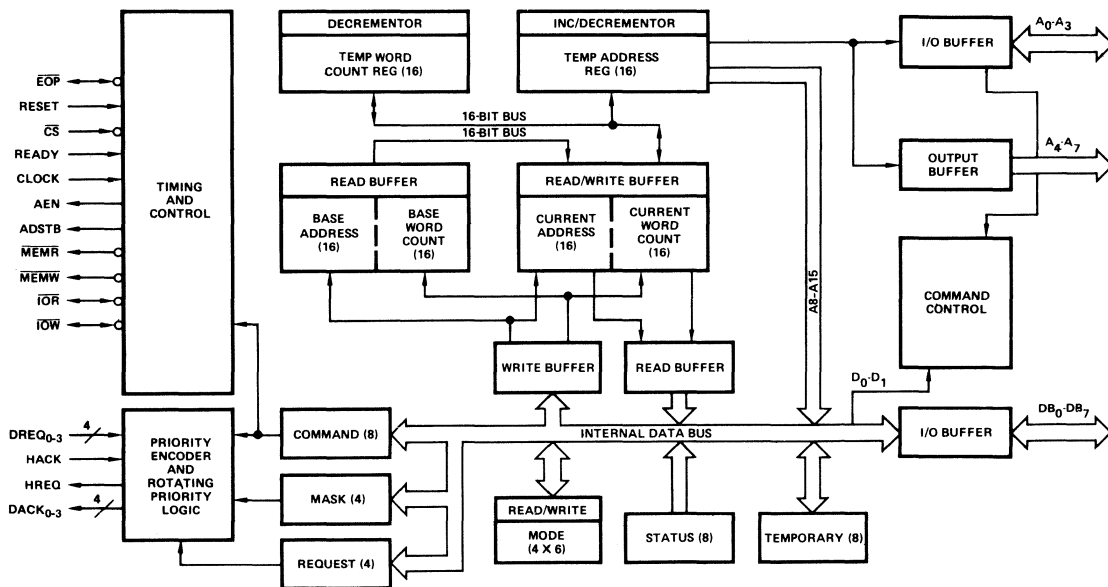 DECREMENTOR
TEMP WORD
COUNT REG (16)
INC/DECREMENTOR
TEMP ADDRESS
REG (16)
I/O BUFFER
A0-A3
EOP
RESET
CS
READY
CLOCK
AEN
ADSTB
MEMR
MEMW
IOR
IOW
TIMING
AND
CONTROL
16-BIT BUS
16-BIT BUS
READ BUFFER
BASE
ADDRESS
(16)
BASE
WORD
COUNT
(16)
READ/WRITE BUFFER
CURRENT
ADDRESS
(16)
CURRENT
WORD
COUNT
(16)
A8–A15
OUTPUT
BUFFER
A4-A7
COMMAND
CONTROL
WRITE BUFFER
READ BUFFER
D0-D1
DREQ0-3
4
HACK
HREQ
DACK0-3
4
PRIORITY
ENCODER
AND
ROTATING
PRIORITY
LOGIC
COMMAND (8)
MASK (4)
REQUEST (4)
INTERNAL DATA BUS
I/O BUFFER
DB0-DB7
READ/WRITE
MODE
(4 X 6)
STATUS (8)
TEMPORARY (8)